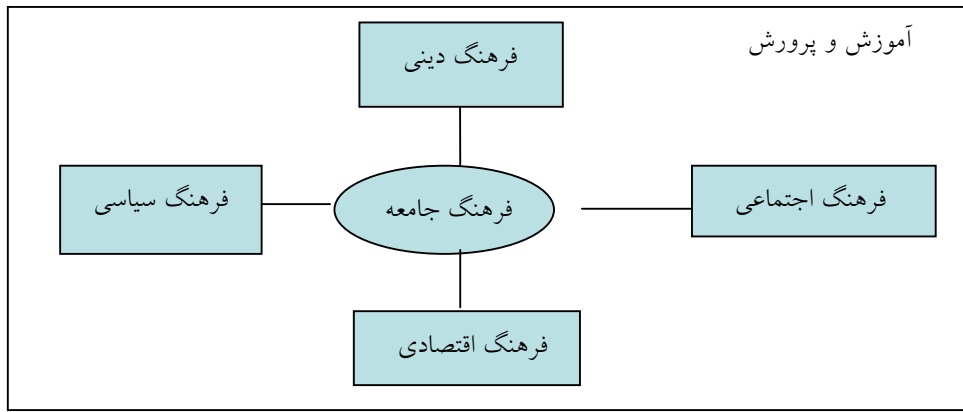 آموزش و پرورش
فرهنگ دینی
فرهنگ اجتماعی
فرهنگ جامعه
فرهنگ سیاسی
فرهنگ اقتصادی